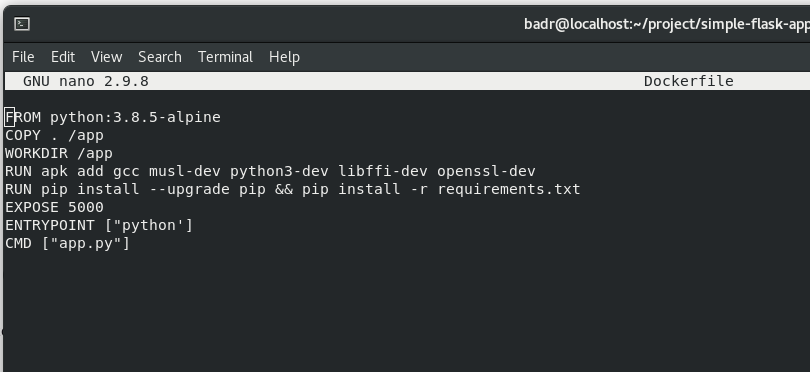 badr@localhost:~/project/simple-flask-app
File Edit View Search Terminal Help
GNU nano 2.9.8 Dockerfile
FROM python:3.8.5-alpine
COPY . /app
WORKDIR /app
RUN apk add gcc musl-dev python3-dev libffi-dev openssl-dev
RUN pip install --upgrade pip && pip install -r requirements.txt
EXPOSE 5000
ENTRYPOINT ["python']
CMD ["app.py"]